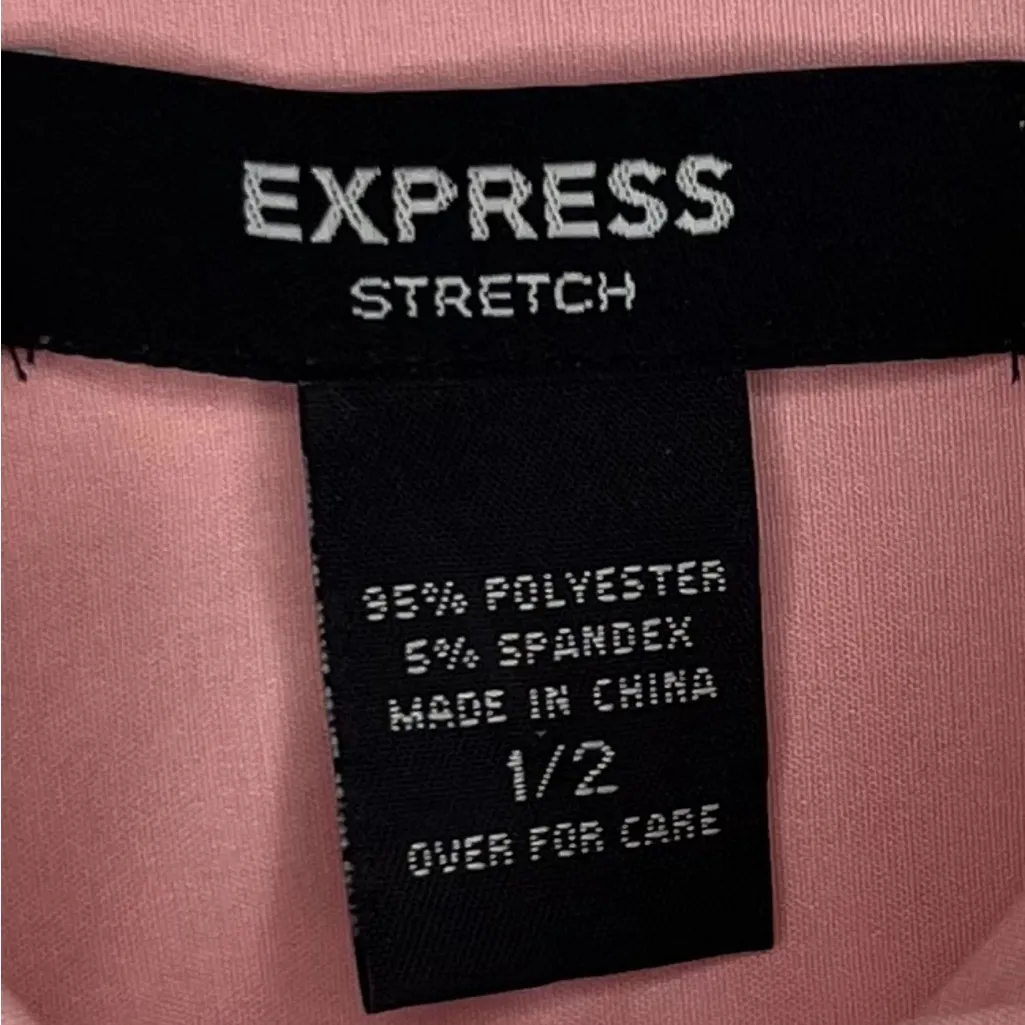 EXPRESS
STRETCH
95% POLYESTER
5% SPANDEX
MADE IN CHINA
1/2
OVER FOR CARE